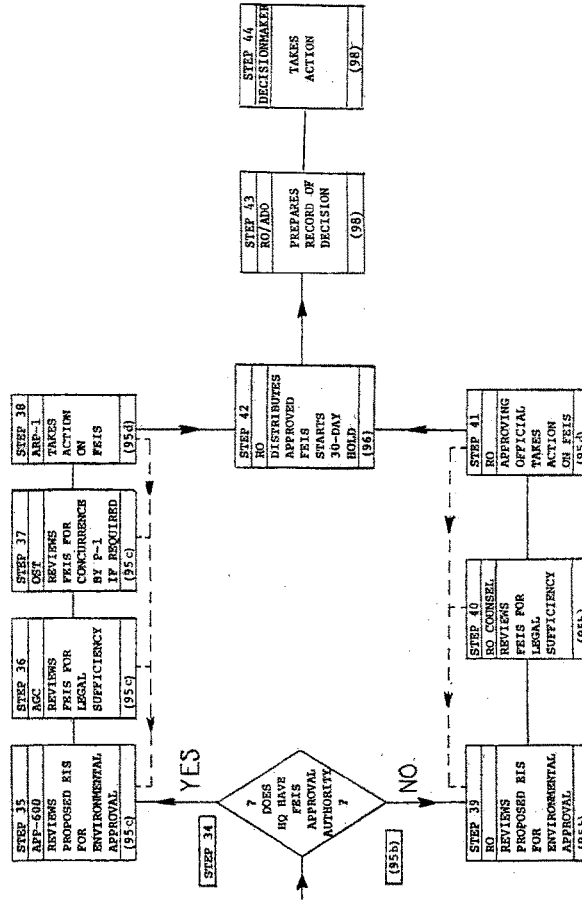 STEP 34
?
DOES
HQ HAVE
FEIS
APPROVAL
AUTHORITY
?
(95b)
YES
NO
STEP 35
APP-600
REVIEWS
PROPOSED EIS
FOR
ENVIRONMENTAL
APPROVAL
(95c)
STEP 36
AGC
REVIEWS
FEIS FOR
LEGAL
SUFFICIENCY
(95c)
STEP 37
OST
REVIEWS
FEIS FOR
CONCURRENCE
BY P-1
IF REQUIRED
(95c)
STEP 38
ARP-1
TAKES
ACTION
ON
FEIS
(95d)
STEP 39
RO
REVIEWS
PROPOSED EIS
FOR
ENVIRONMENTAL
APPROVAL
(95b)
STEP 40
RO COUNSEL
REVIEWS
FEIS FOR
LEGAL
SUFFICIENCY
(95b)
STEP 41
RO
APPROVING
OFFICIAL
TAKES
ACTION
ON FEIS
(95d)
STEP 42
RO
DISTRIBUTES
APPROVED
FEIS
STARTS
30-DAY
HOLD
(96)
STEP 43
RO/ADO
PREPARES
RECORD OF
DECISION
(98)
STEP 44
DECISIONMAKER
TAKES
ACTION
(98)